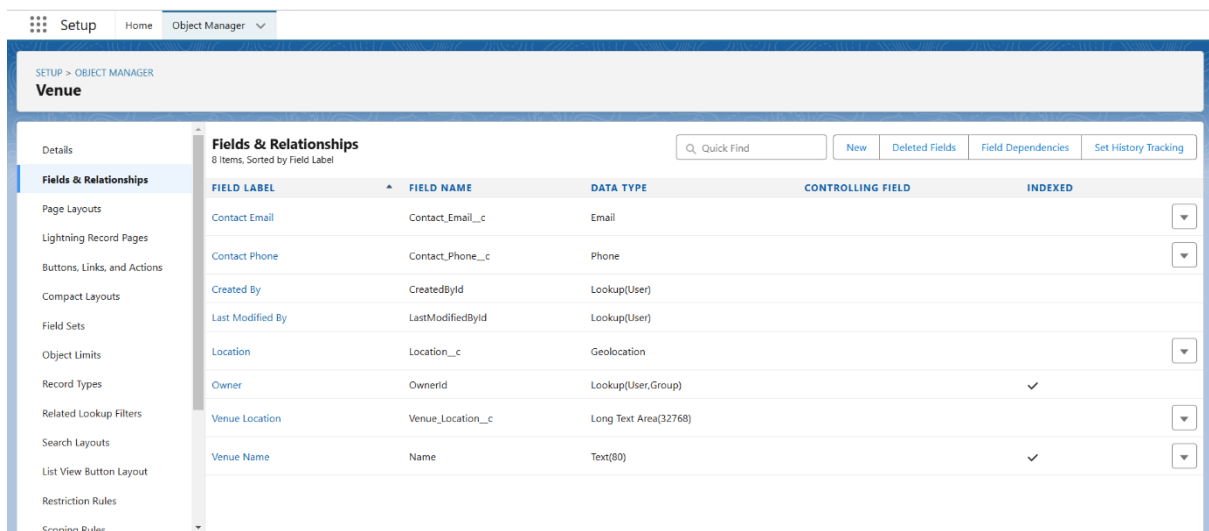 Setup Home Object Manager
SETUP > OBJECT MANAGER
Venue
Details
Fields & Relationships
Page Layouts
Lightning Record Pages
Buttons, Links, and Actions
Compact Layouts
Field Sets
Object Limits
Record Types
Related Lookup Filters
Search Layouts
List View Button Layout
Restriction Rules
Scoping Rules
Fields & Relationships
8 Items, Sorted by Field Label
Quick Find New Deleted Fields Field Dependencies Set History Tracking
FIELD LABEL FIELD NAME DATA TYPE CONTROLLING FIELD INDEXED
Contact Email Contact_Email__c Email
Contact Phone Contact_Phone__c Phone
Created By CreatedById Lookup(User)
Last Modified By LastModifiedById Lookup(User)
Location Location__c Geolocation
Owner OwnerId Lookup(User,Group)
Venue Location Venue_Location__c Long Text Area(32768)
Venue Name Name Text(80)